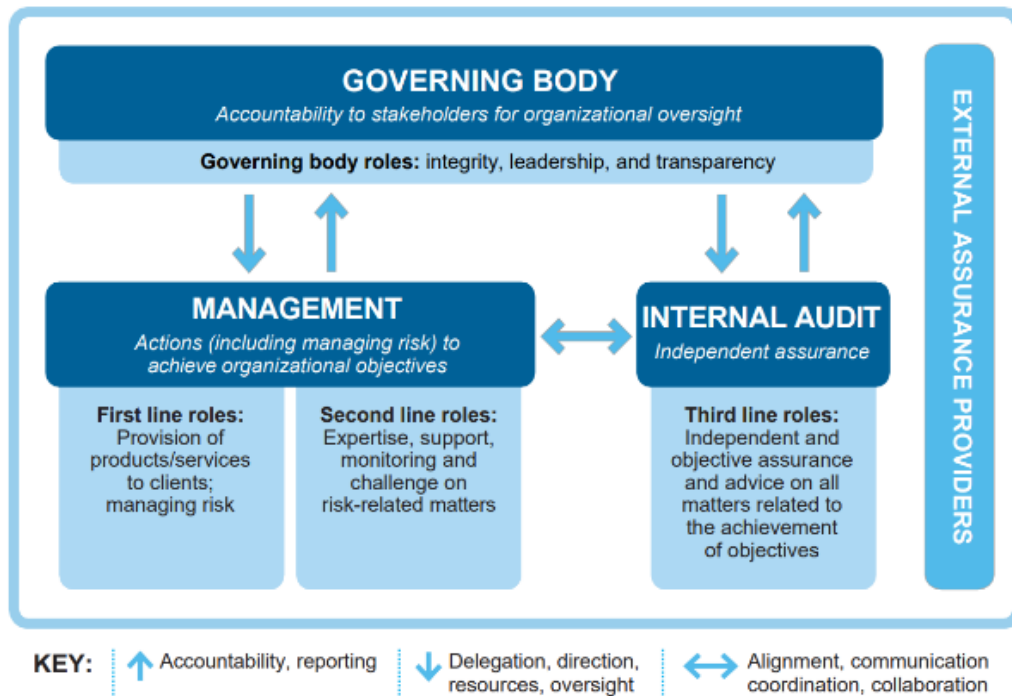 GOVERNING BODY
Accountability to stakeholders for organizational oversight
Governing body roles: integrity, leadership, and transparency
MANAGEMENT
Actions (including managing risk) to
achieve organizational objectives
INTERNAL AUDIT
Independent assurance
First line roles:
Provision of
products/services
to clients;
managing risk
Second line roles:
Expertise, support,
monitoring and
challenge on
risk-related matters
Third line roles:
Independent and
objective assurance
and advice on all
matters related to
the achievement
of objectives
EXTERNAL ASSURANCE PROVIDERS
KEY:
Accountability, reporting
Delegation, direction,
resources, oversight
Alignment, communication
coordination, collaboration